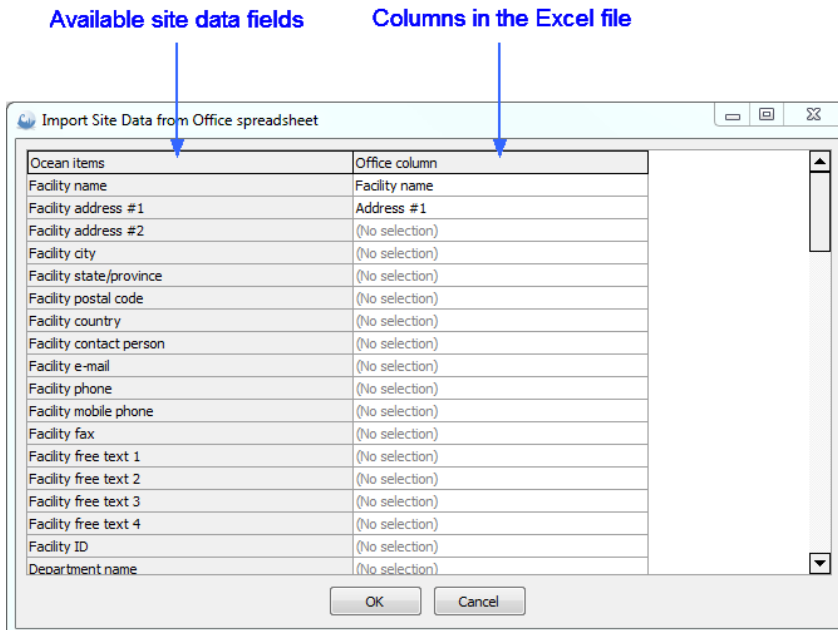 Available site data fields Columns in the Excel file
Import Site Data from Office spreadsheet
Ocean items Office column
Facility name Facility name
Facility address #1 Address #1
Facility address #2 (No selection)
Facility city (No selection)
Facility state/province (No selection)
Facility postal code (No selection)
Facility country (No selection)
Facility contact person (No selection)
Facility e-mail (No selection)
Facility phone (No selection)
Facility mobile phone (No selection)
Facility fax (No selection)
Facility free text 1 (No selection)
Facility free text 2 (No selection)
Facility free text 3 (No selection)
Facility free text 4 (No selection)
Facility ID (No selection)
Department name (No selection)
OK Cancel